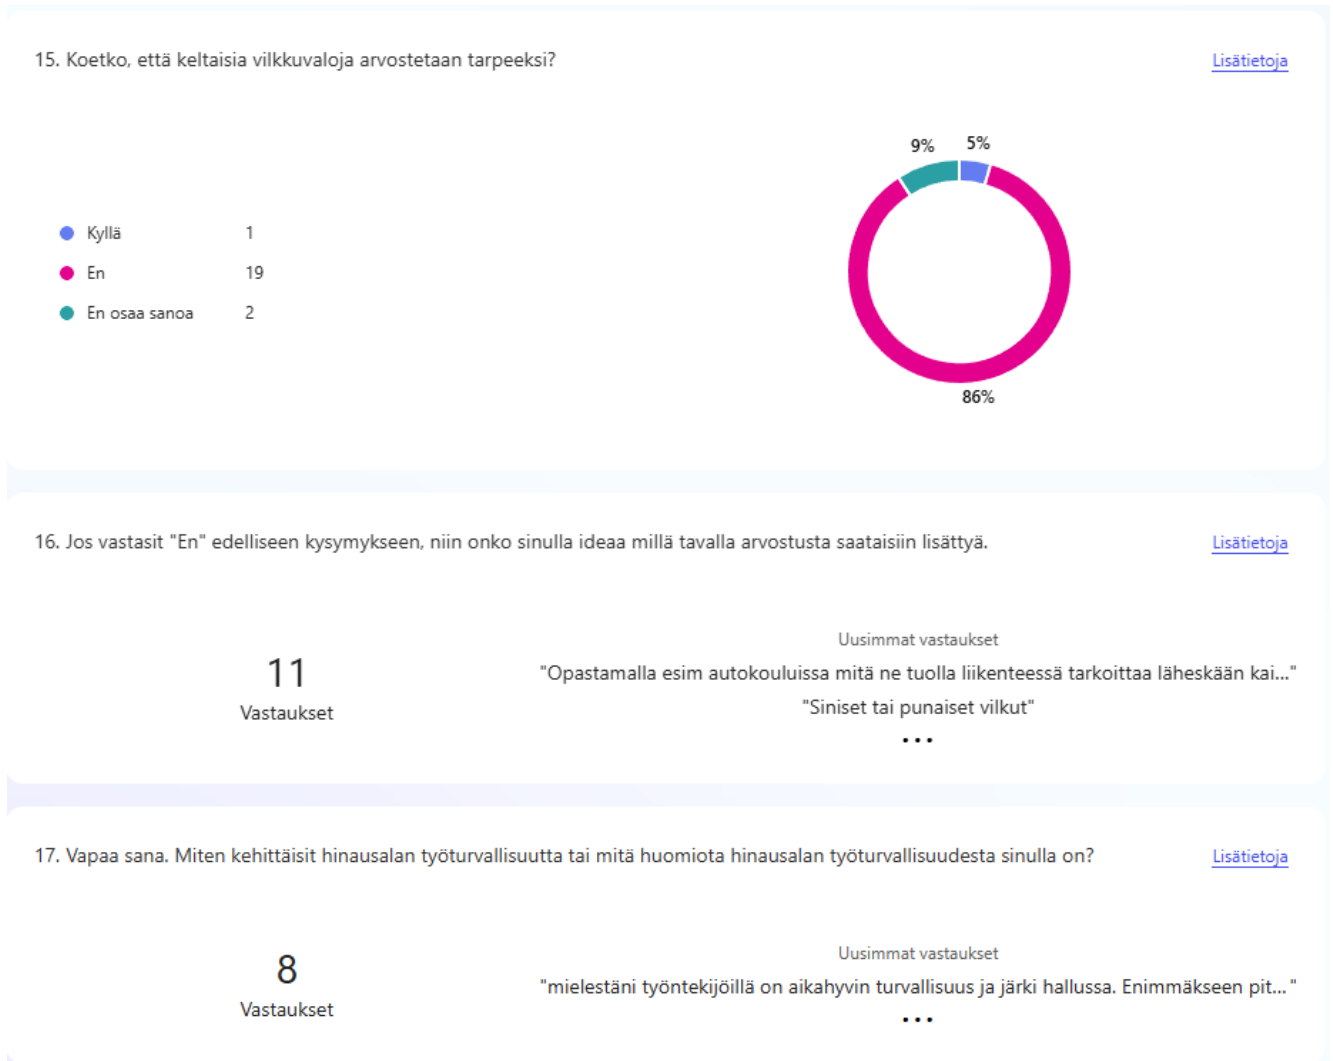 15. Koetko, että keltaisia vilkkuvaloja arvostetaan tarpeeksi?
Lisätietoja
9%
5%
Kyllä 1
En 19
En osaa sanoa 2
86%
16. Jos vastasit "En" edelliseen kysymykseen, niin onko sinulla ideaa millä tavalla arvostusta saataisiin lisättyä.
Lisätietoja
11
Vastaukset
Uusimmat vastaukset
"Opastamalla esim autokouluissa mitä ne tuolla liikenteessä tarkoittaa läheskään kai..."
"Siniset tai punaiset vilkut"
...
17. Vapaa sana. Miten kehittäisit hinausalan työturvallisuutta tai mitä huomiota hinausalan työturvallisuudesta sinulla on?
Lisätietoja
8
Vastaukset
Uusimmat vastaukset
"mielestäni työntekijöillä on aikahyvin turvallisuus ja järki hallussa. Enimmäkseen pit..."
...